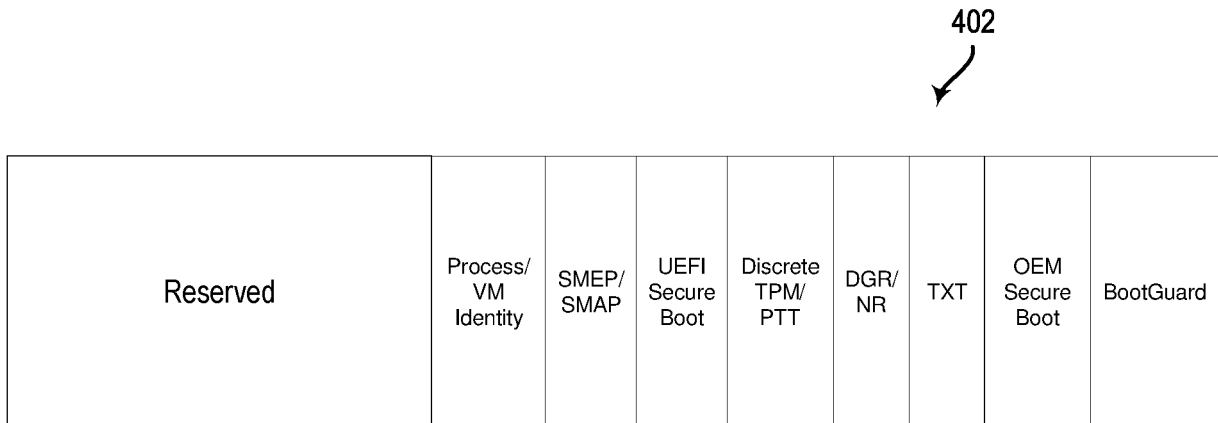 402
Reserved
Process/
VM
Identity
SMEP/
SMAP
UEFI
Secure
Boot
Discrete
TPM/
PTT
DGR/
NR
TXT
OEM
Secure
Boot
BootGuard